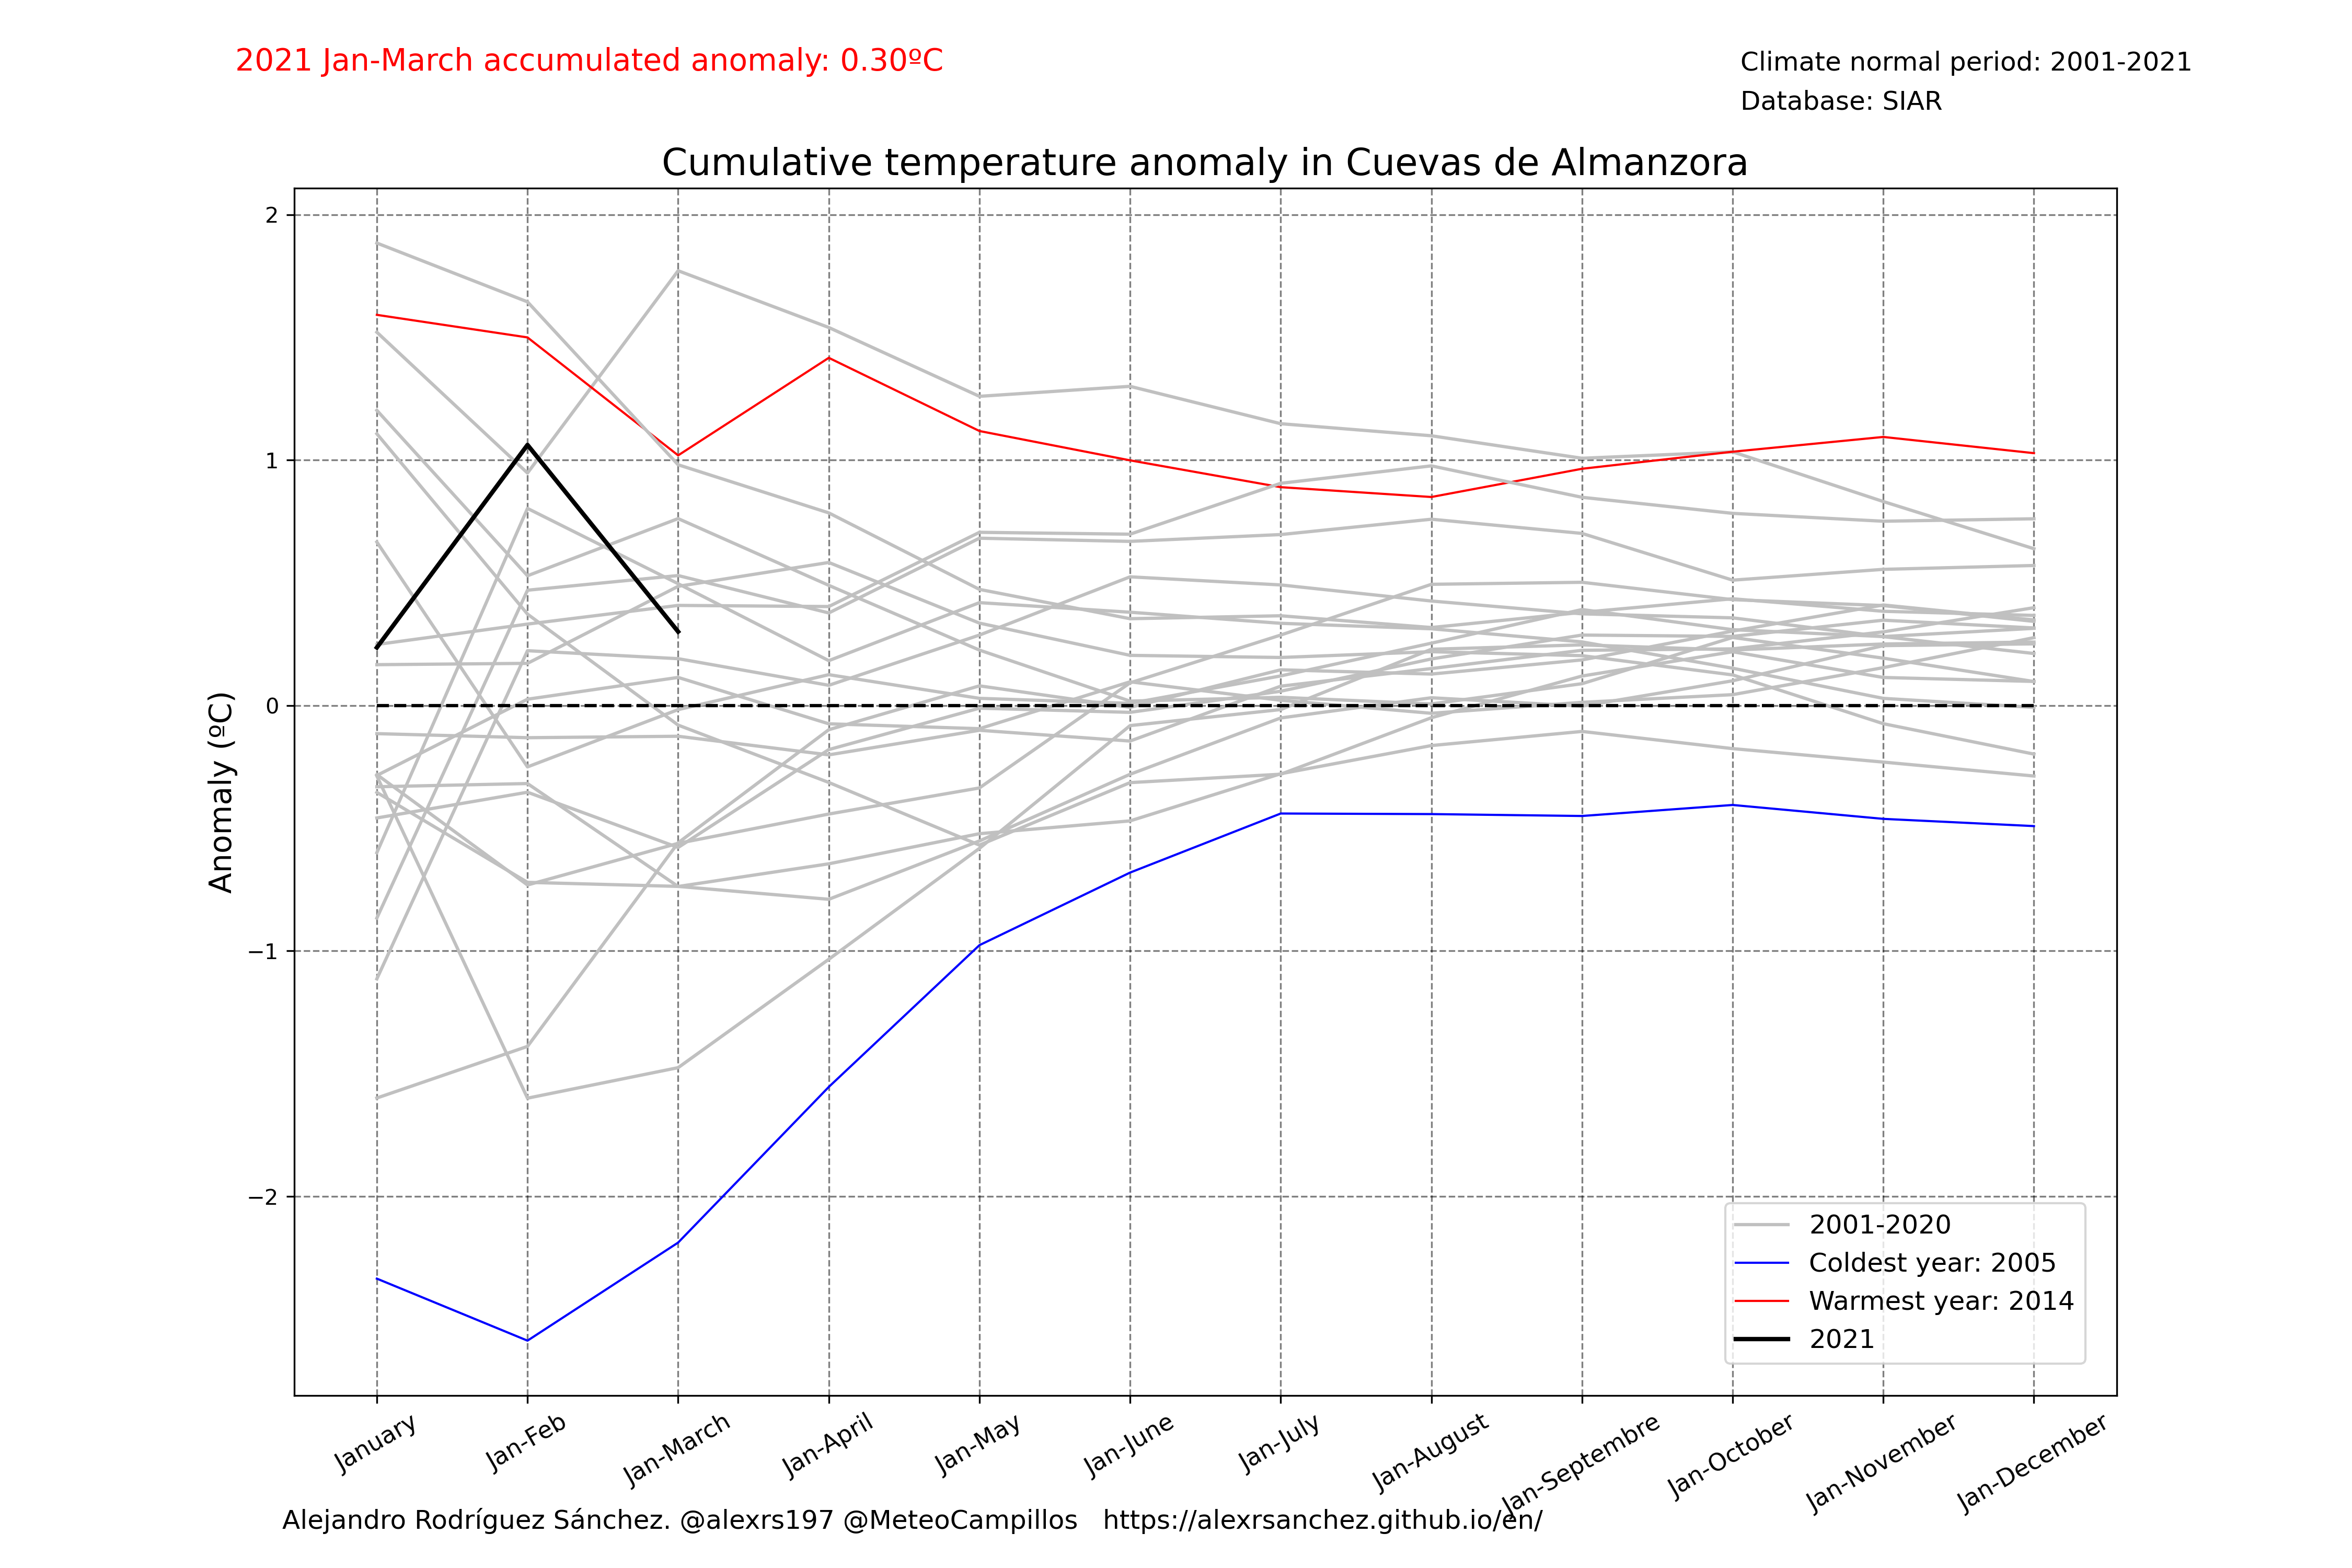 2021 Jan-March accumulated anomaly: 0.30ºC
Climate normal period: 2001-2021
Database: SIAR
Cumulative temperature anomaly in Cuevas de Almanzora
Anomaly (ºC)
2
1
0
−1
−2
2001-2020
Coldest year: 2005
Warmest year: 2014
2021
January
Jan-Feb
Jan-March
Jan-April
Jan-May
Jan-June
Jan-July
Jan-August
Jan-Septembre
Jan-October
Jan-November
Jan-December
Alejandro Rodríguez Sánchez. @alexrs197 @MeteoCampillos https://alexrsanchez.github.io/en/